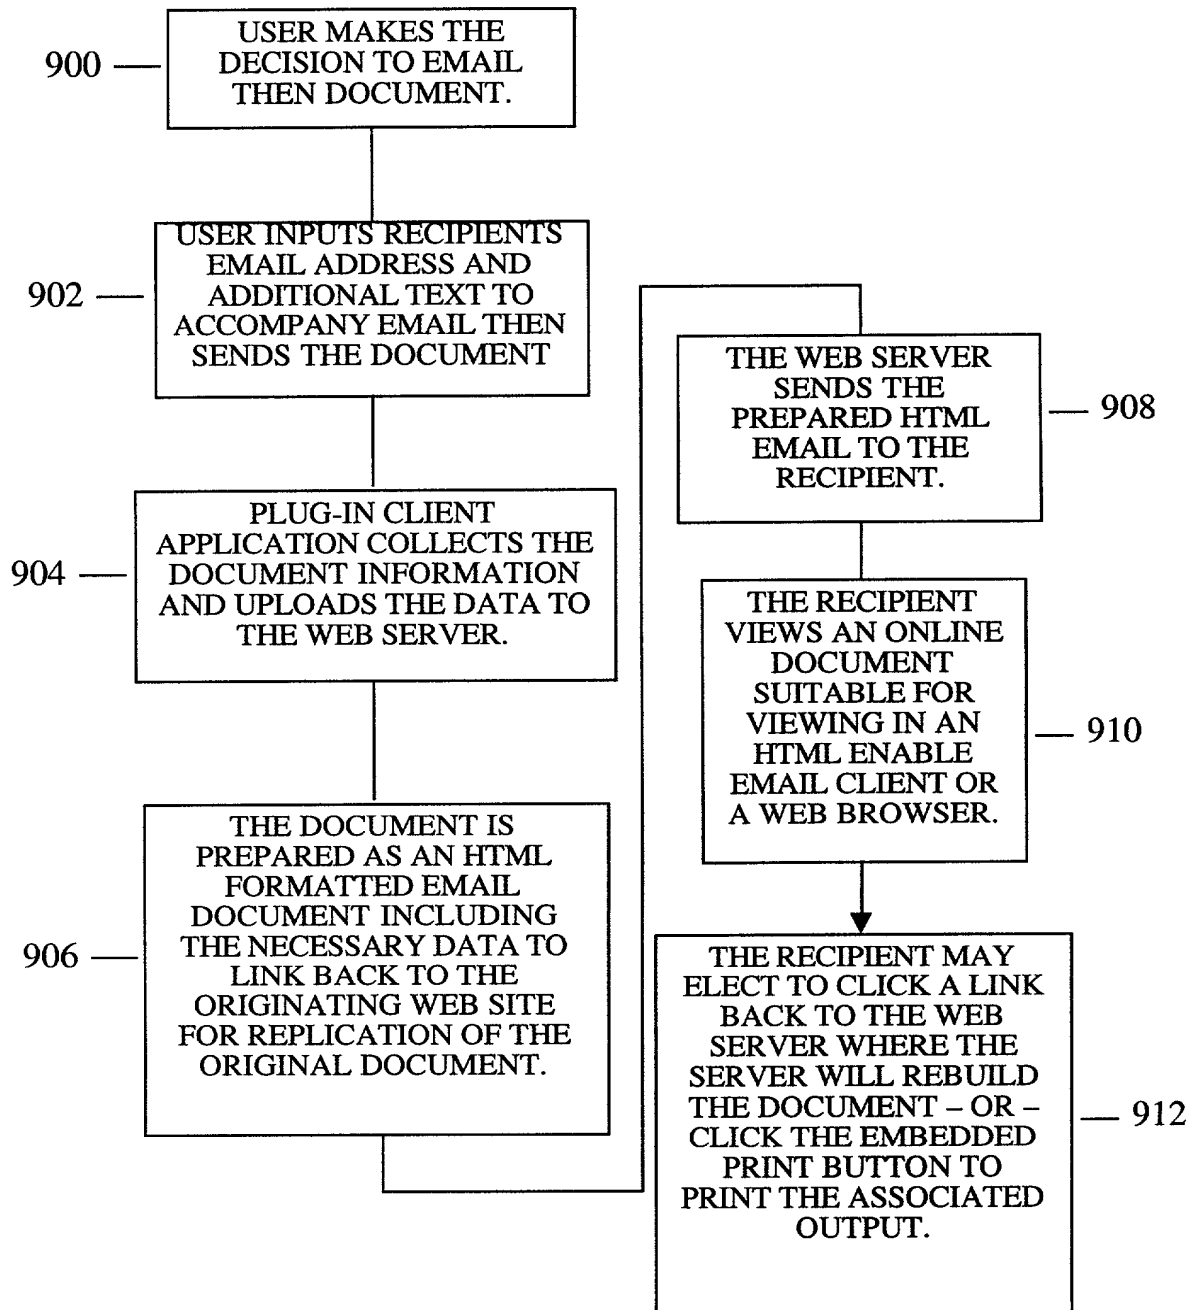 900
USER MAKES THE
DECISION TO EMAIL
THEN DOCUMENT.
902
USER INPUTS RECIPIENTS
EMAIL ADDRESS AND
ADDITIONAL TEXT TO
ACCOMPANY EMAIL THEN
SENDS THE DOCUMENT
904
PLUG-IN CLIENT
APPLICATION COLLECTS THE
DOCUMENT INFORMATION
AND UPLOADS THE DATA TO
THE WEB SERVER.
906
THE DOCUMENT IS
PREPARED AS AN HTML
FORMATTED EMAIL
DOCUMENT INCLUDING
THE NECESSARY DATA TO
LINK BACK TO THE
ORIGINATING WEB SITE
FOR REPLICATION OF THE
ORIGINAL DOCUMENT.
THE WEB SERVER
SENDS THE
PREPARED HTML
EMAIL TO THE
RECIPIENT.
908
THE RECIPIENT
VIEWS AN ONLINE
DOCUMENT
SUITABLE FOR
VIEWING IN AN
HTML ENABLE
EMAIL CLIENT OR
A WEB BROWSER.
910
THE RECIPIENT MAY
ELECT TO CLICK A LINK
BACK TO THE WEB
SERVER WHERE THE
SERVER WILL REBUILD
THE DOCUMENT – OR –
CLICK THE EMBEDDED
PRINT BUTTON TO
PRINT THE ASSOCIATED
OUTPUT.
912